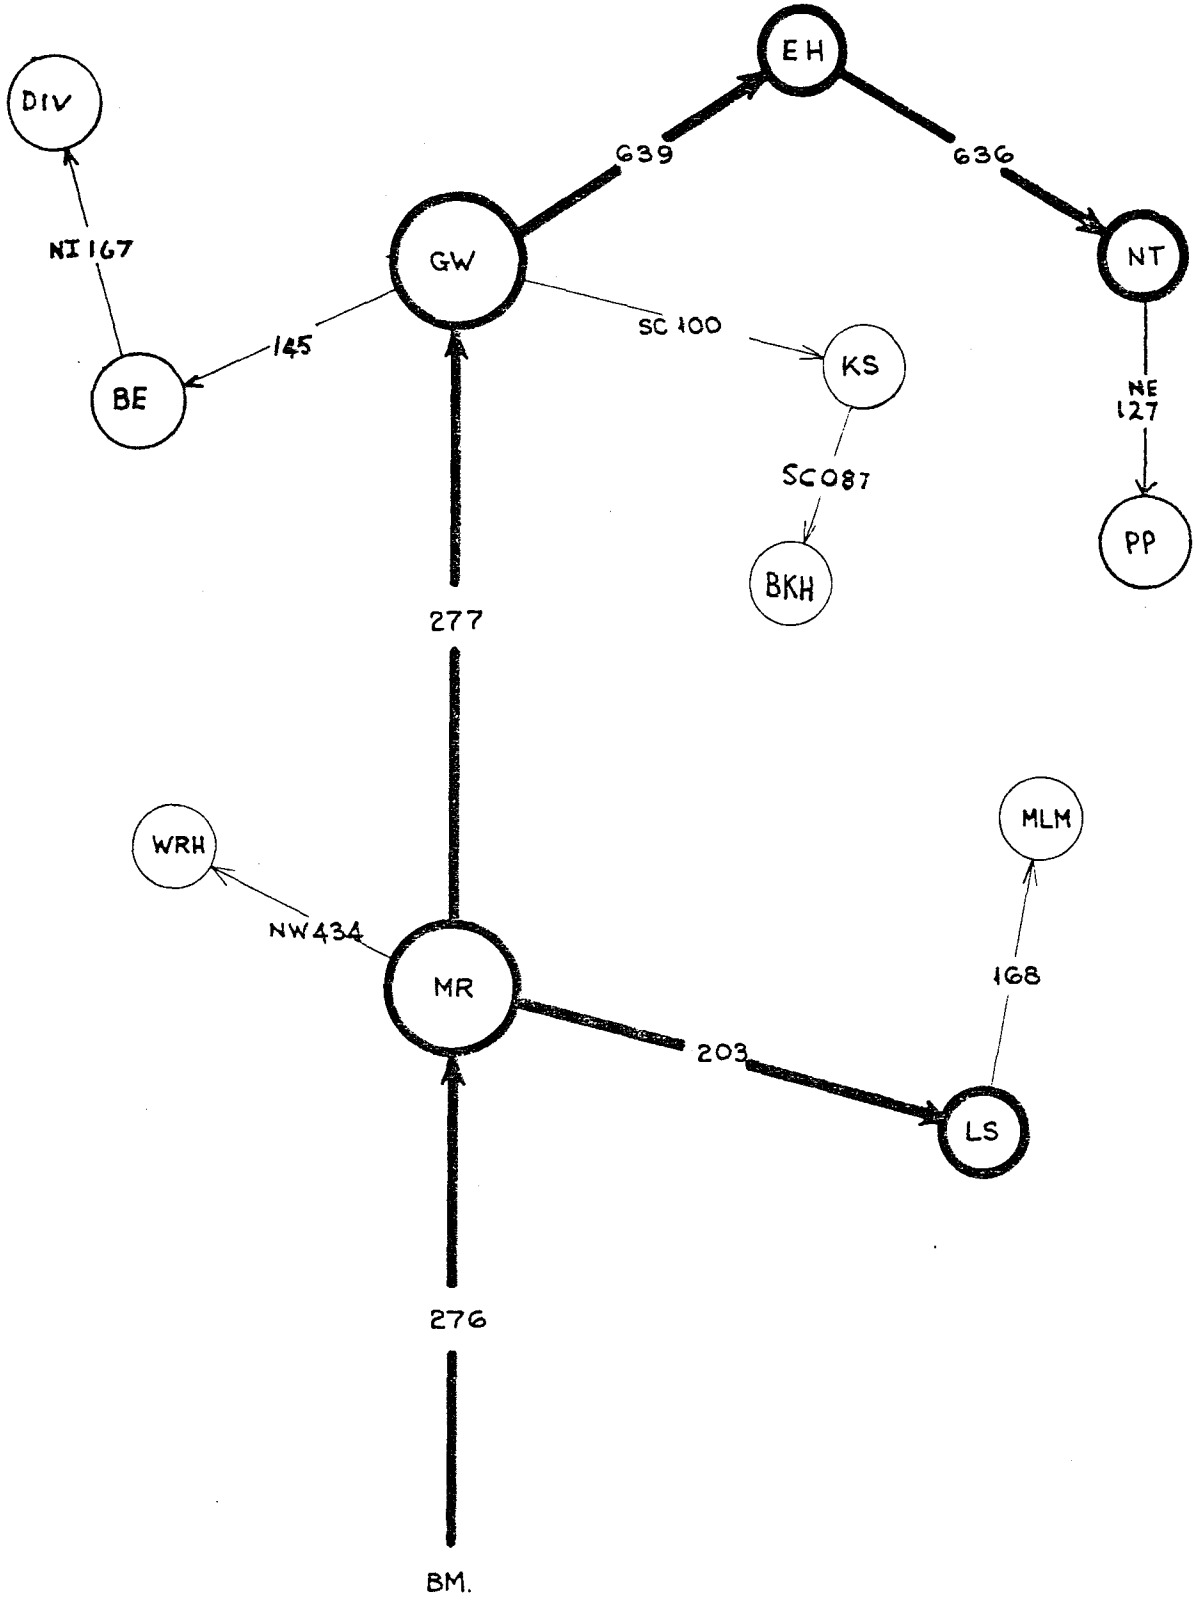 EH
DIV
639
636
NI 167
GW
NT
SC 100
145
KS
BE
NE
127
SC087
PP
BKH
277
MLM
WRH
NW434
168
MR
203
LS
276
BM.